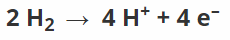 2 H₂ → 4 H⁺ + 4 e⁻